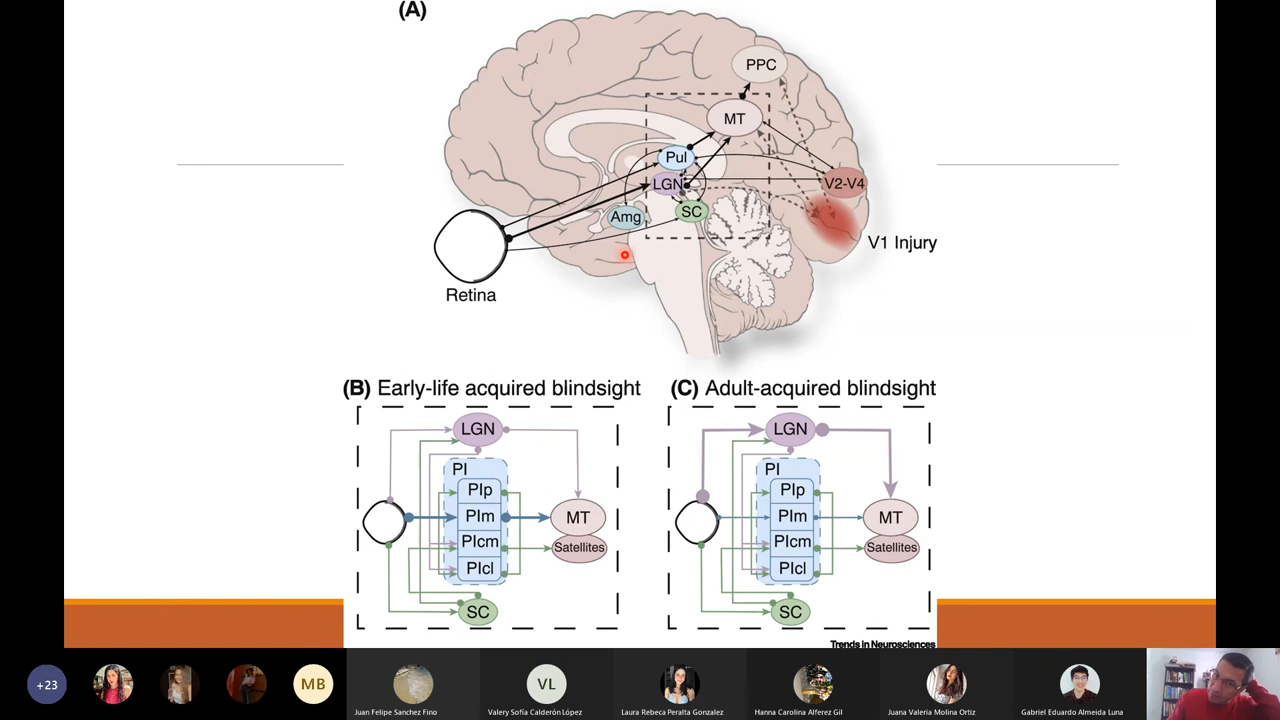 (A)
PPC
MT
Pul
LGN
V2-V4
Amg
SC
V1 Injury
Retina
(B) Early-life acquired blindsight
(C) Adult-acquired blindsight
LGN
PI
PIp
PIm
PIcm
PIcl
MT
Satellites
SC
LGN
PI
PIp
PIm
PIcm
PIcl
MT
Satellites
SC
Trends in Neurosciences
+23
MB
VL
Juan Felipe Sanchez Fino
Valery Sofía Calderón López
Laura Rebeca Peralta Gonzalez
Hanna Carolina Alferez Gil
Juana Valeria Molina Ortiz
Gabriel Eduardo Almeida Luna